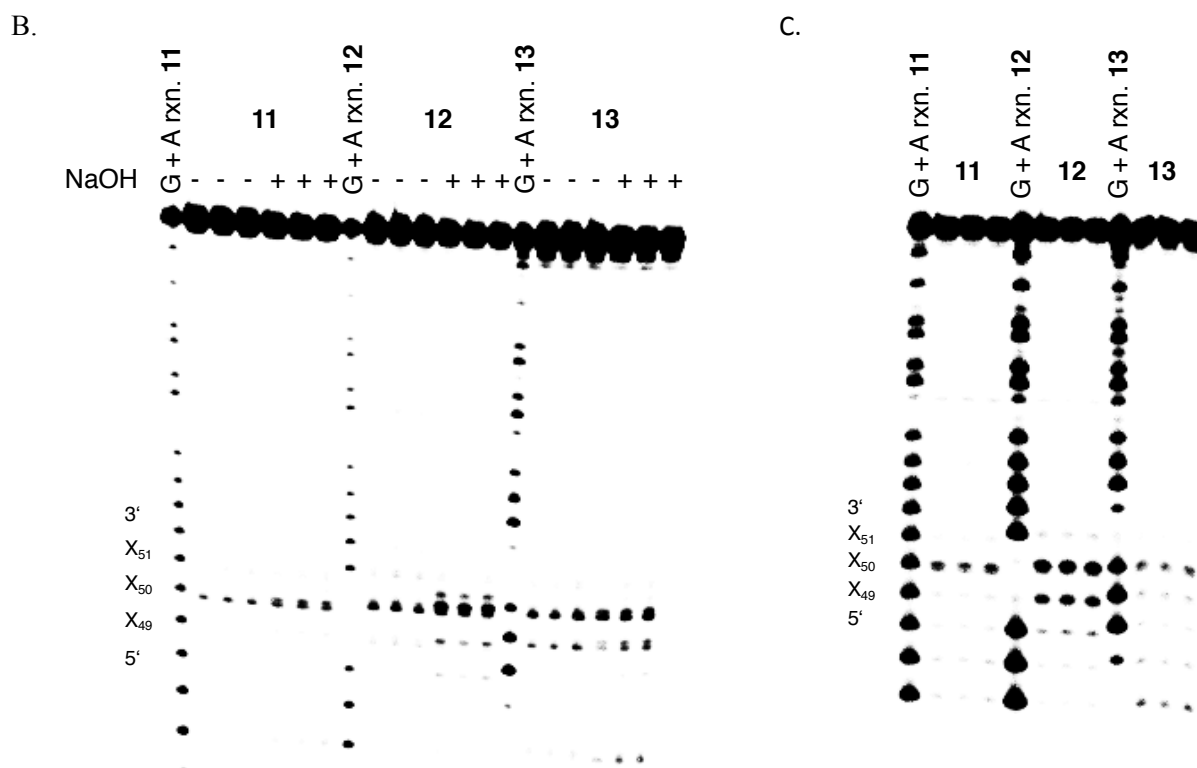 B.
G + A rxn. 11
11
G + A rxn. 12
12
G + A rxn. 13
13
NaOH - - - + + + - - - + + + - - - + + +
3‘
X51
X50
X49
5‘
C.
G + A rxn. 11
11
G + A rxn. 12
12
G + A rxn. 13
13
3‘
X51
X50
X49
5‘